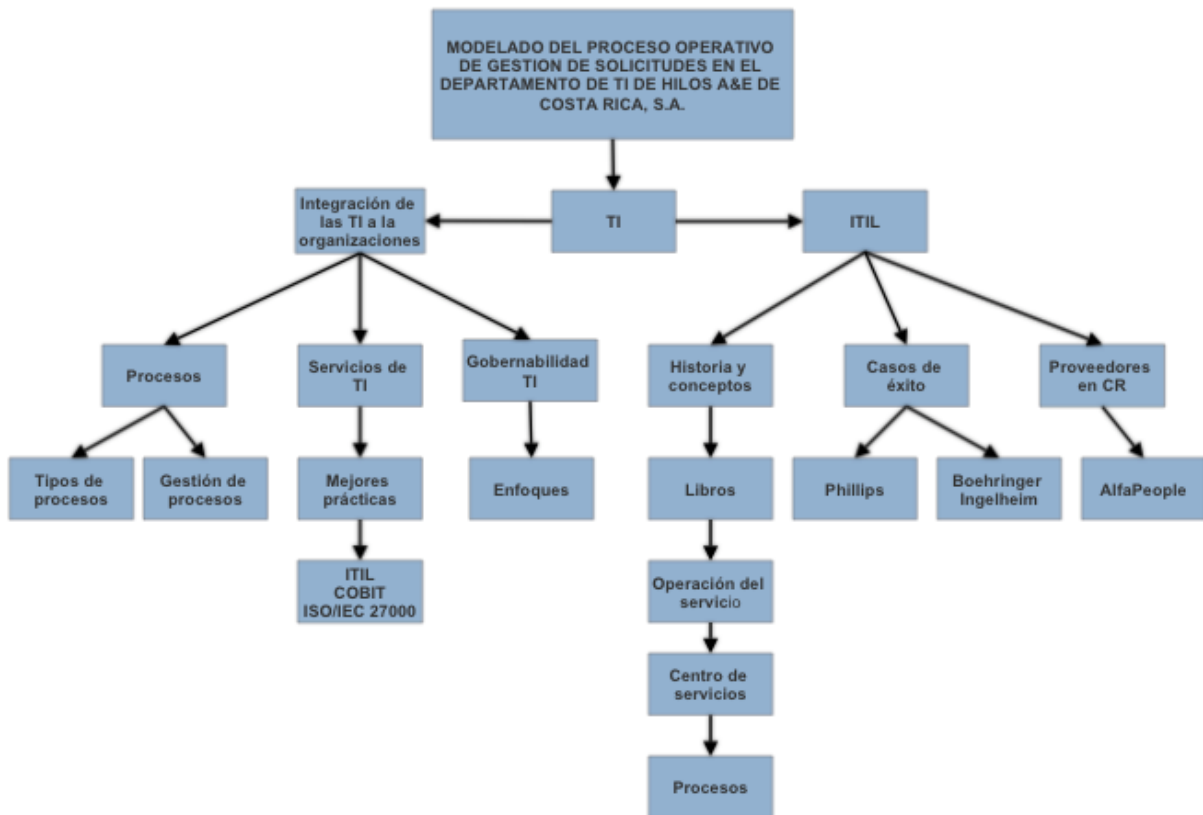 MODELADO DEL PROCESO OPERATIVO
DE GESTION DE SOLICITUDES EN EL
DEPARTAMENTO DE TI DE HILOS A&E DE
COSTA RICA, S.A.
Integración de
las TI a la
organizaciones
TI
ITIL
Procesos
Servicios de
TI
Gobernabilidad
TI
Historia y
conceptos
Casos de
éxito
Proveedores
en CR
Tipos de
procesos
Gestión de
procesos
Mejores
prácticas
Enfoques
Libros
Phillips
Boehringer
Ingelheim
AlfaPeople
ITIL
COBIT
ISO/IEC 27000
Operación del
servicio
Centro de
servicios
Procesos